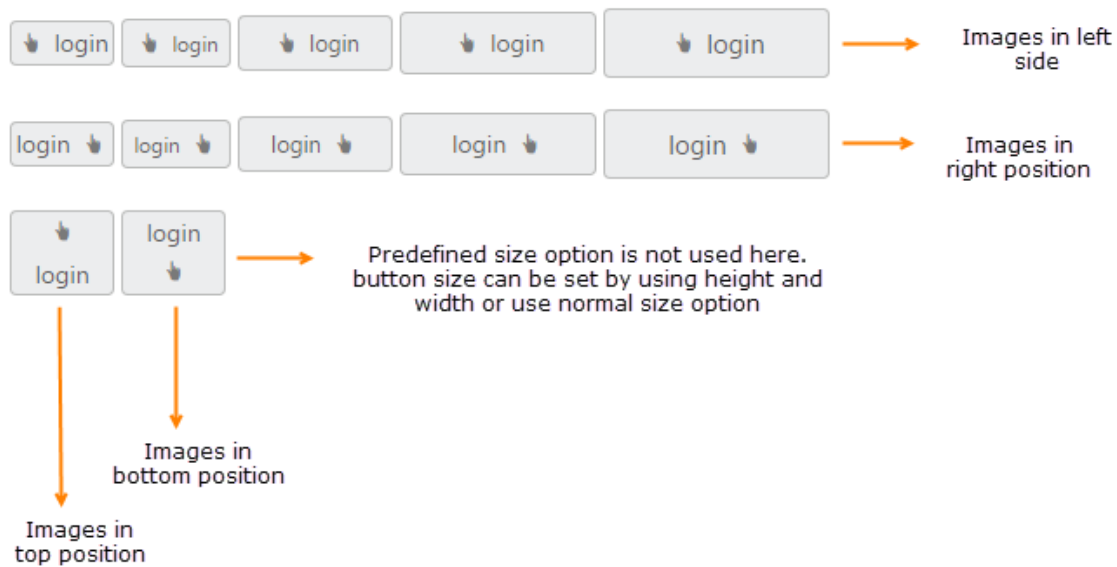 login login login login login
Images in left
side
login login login login login
Images in
right position
login
login
Predefined size option is not used here.
button size can be set by using height and
width or use normal size option
Images in
bottom position
Images in
top position